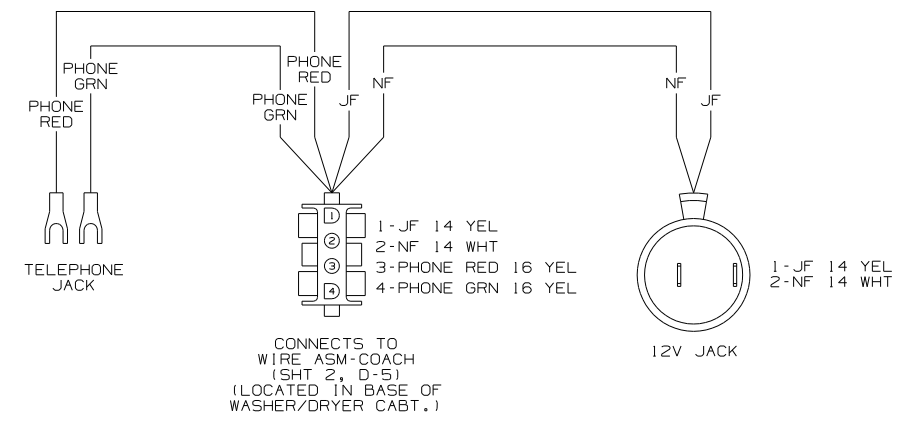 PHONE
RED
PHONE
GRN
PHONE
GRN
PHONE
RED
JF
NF
NF
JF
1
2
3
4
1-JF 14 YEL
2-NF 14 WHT
3-PHONE RED 16 YEL
4-PHONE GRN 16 YEL
TELEPHONE
JACK
CONNECTS TO
WIRE ASM-COACH
(SHT 2, D-5)
(LOCATED IN BASE OF
WASHER/DRYER CABT.)
1-JF 14 YEL
2-NF 14 WHT
12V JACK